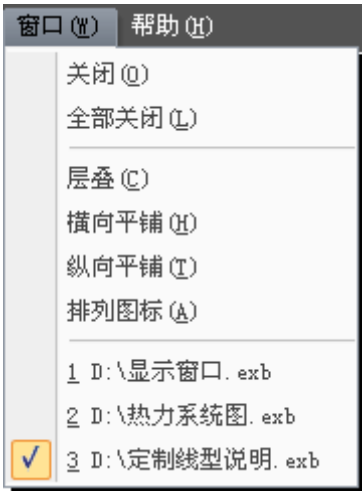 窗口(W) 帮助(H)
关闭(O)
全部关闭(L)
层叠(C)
横向平铺(H)
纵向平铺(T)
排列图标(A)
1 D:\显示窗口.exb
2 D:\热力系统图.exb
3 D:\定制线型说明.exb